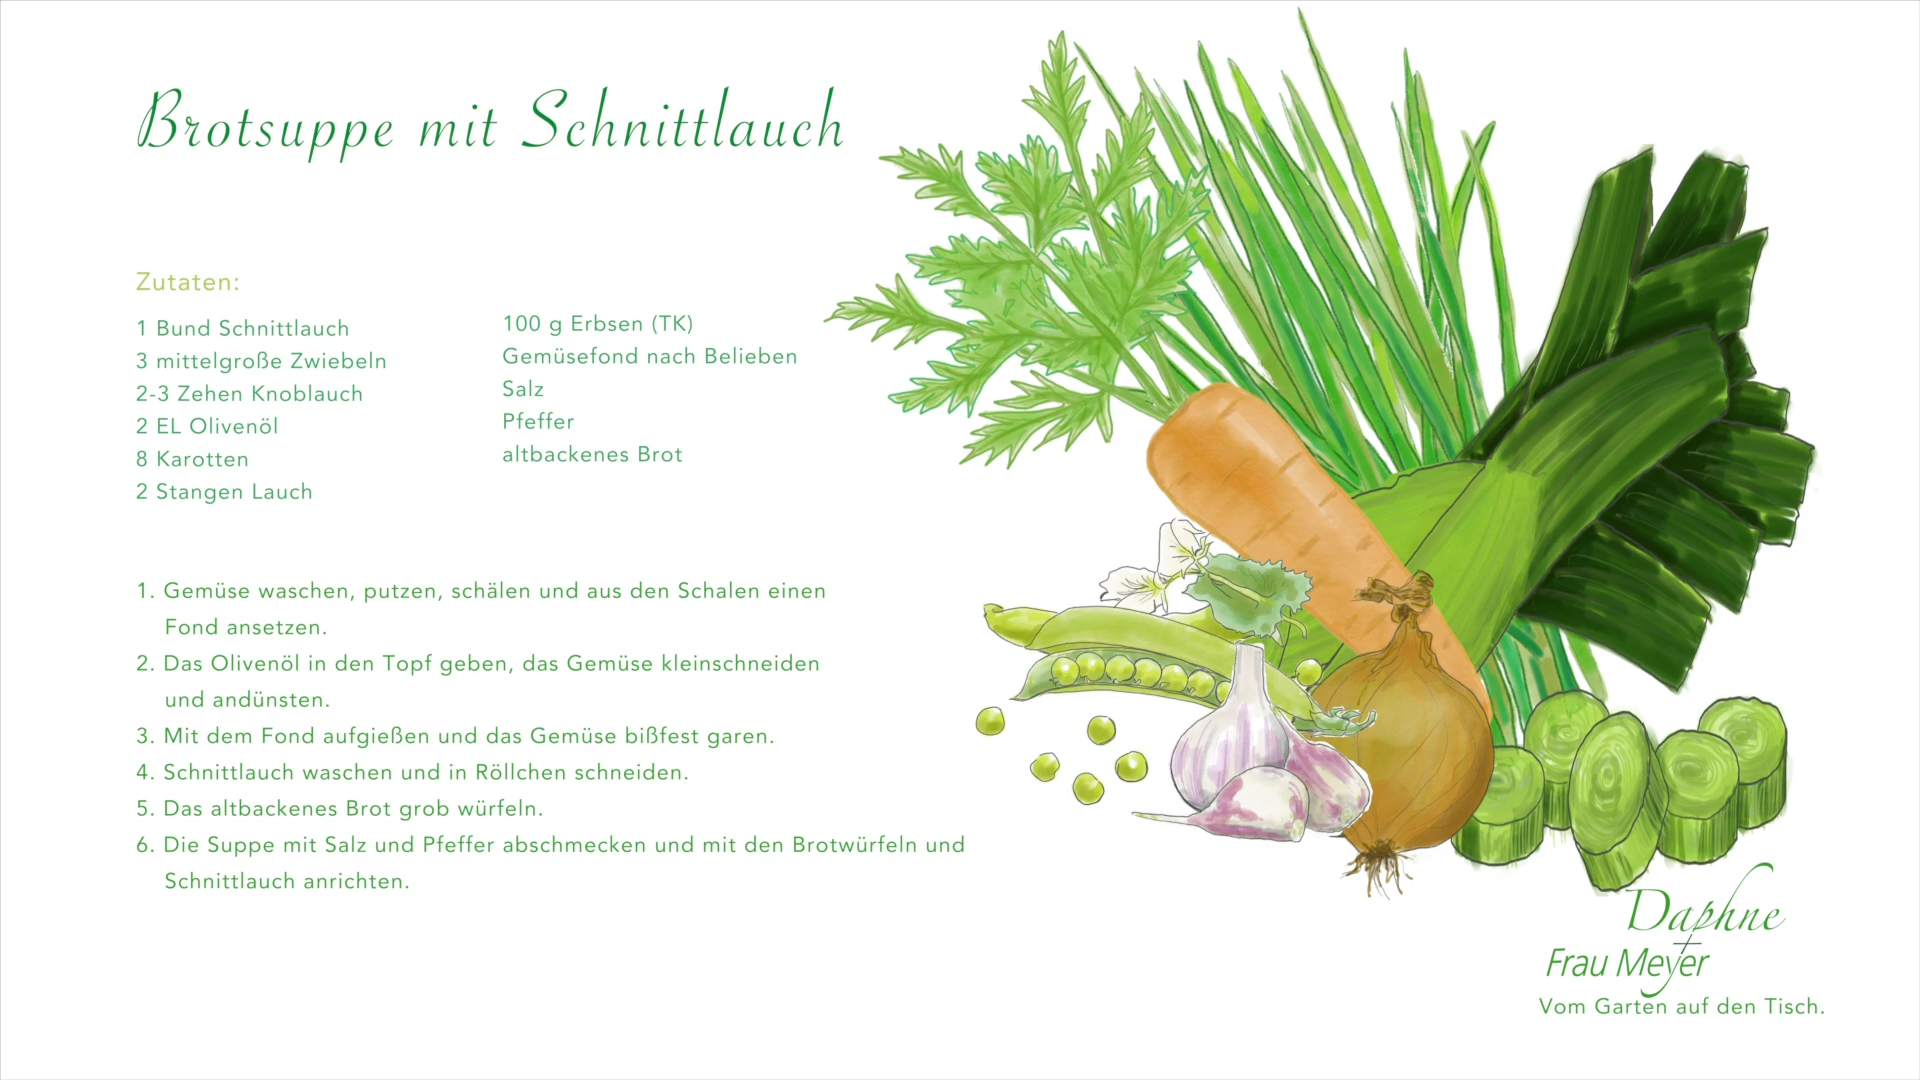 Brotsuppe mit Schnittlauch
Zutaten:
1 Bund Schnittlauch
3 mittelgroße Zwiebeln
2-3 Zehen Knoblauch
2 EL Olivenöl
8 Karotten
2 Stangen Lauch
100 g Erbsen (TK)
Gemüsefond nach Belieben
Salz
Pfeffer
altbackenes Brot
1. Gemüse waschen, putzen, schälen und aus den Schalen einen
Fond ansetzen.
2. Das Olivenöl in den Topf geben, das Gemüse kleinschneiden
und andünsten.
3. Mit dem Fond aufgießen und das Gemüse bißfest garen.
4. Schnittlauch waschen und in Röllchen schneiden.
5. Das altbackenes Brot grob würfeln.
6. Die Suppe mit Salz und Pfeffer abschmecken und mit den Brotwürfeln und
Schnittlauch anrichten.
Daphne
+
Frau Meyer
Vom Garten auf den Tisch.